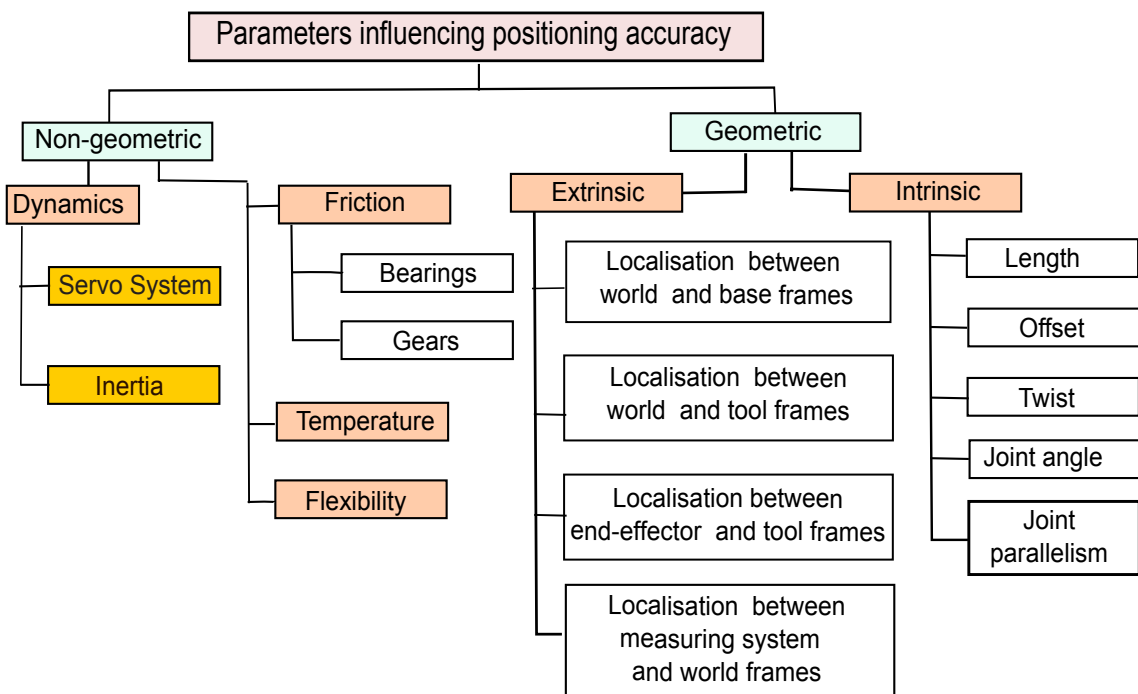 Parameters influencing positioning accuracy
Non-geometric
Geometric
Dynamics
Friction
Extrinsic
Intrinsic
Servo System
Inertia
Bearings
Gears
Temperature
Flexibility
Localisation between
world and base frames
Localisation between
world and tool frames
Localisation between
end-effector and tool frames
Localisation between
measuring system
and world frames
Length
Offset
Twist
Joint angle
Joint
parallelism